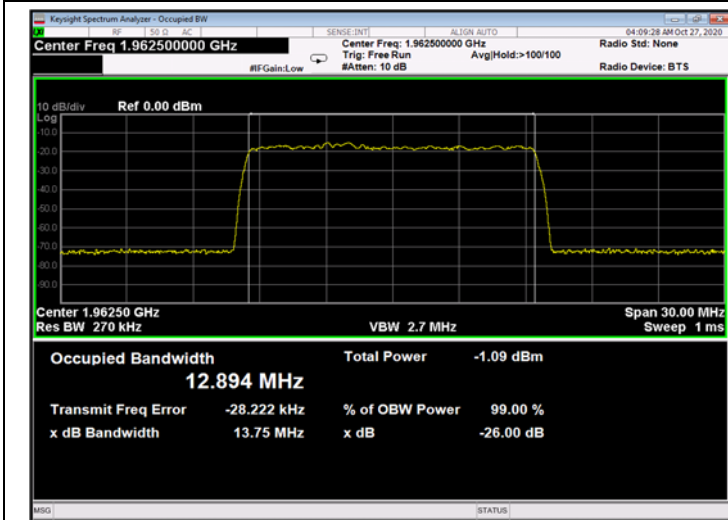 Keysight Spectrum Analyzer - Occupied BW
LXI RF 50 Ω AC SENSE:INT ALIGN AUTO 04:09:28 AM Oct 27, 2020
Center Freq 1.962500000 GHz Center Freq: 1.962500000 GHz Radio Std: None
Trig: Free Run Avg|Hold:>100/100
#IFGain:Low #Atten: 10 dB Radio Device: BTS
10 dB/div Ref 0.00 dBm
Log
-10.0
-20.0
-30.0
-40.0
-50.0
-60.0
-70.0
-80.0
-90.0
Center 1.96250 GHz Span 30.00 MHz
Res BW 270 kHz VBW 2.7 MHz Sweep 1 ms
Occupied Bandwidth Total Power -1.09 dBm
12.894 MHz
Transmit Freq Error -28.222 kHz % of OBW Power 99.00 %
x dB Bandwidth 13.75 MHz x dB -26.00 dB
MSG STATUS